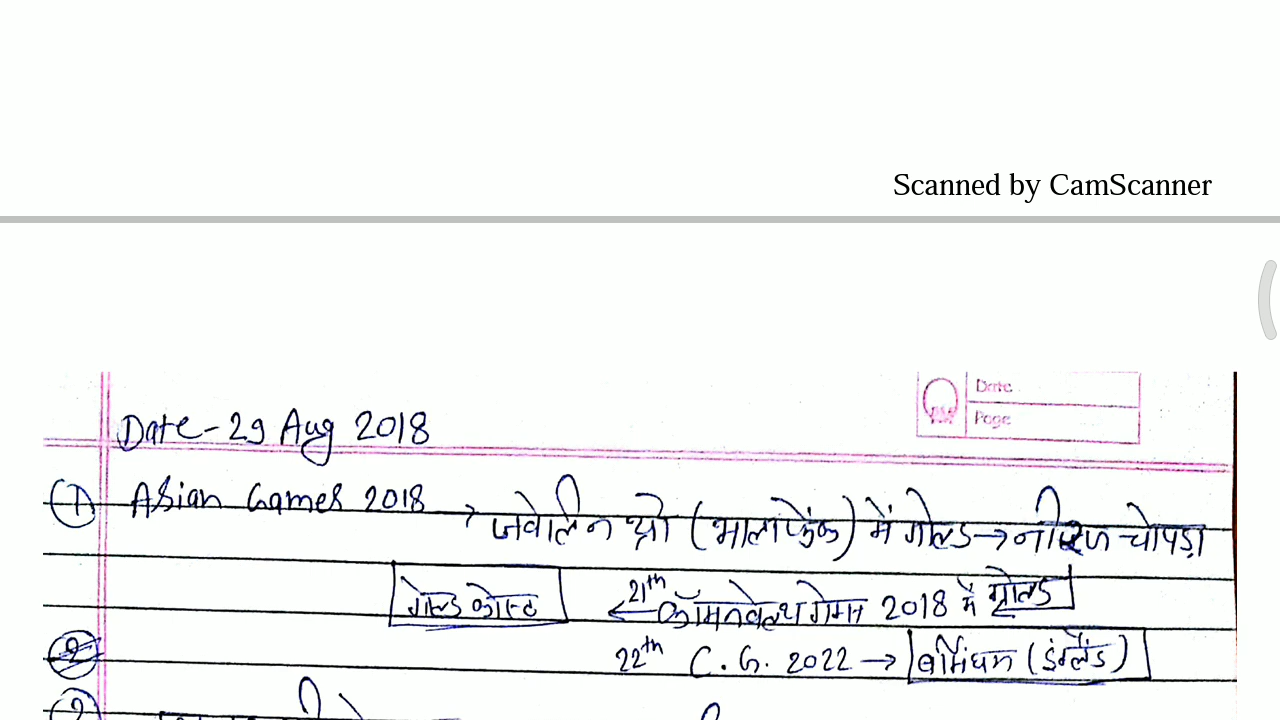 Scanned by CamScanner
Date
Page
Date - 29 Aug 2018
① Asian Games 2018 → जवेलिन थ्रो (भालाफेंक) में गोल्ड → नीरज चोपड़ा
गोल्ड कोस्ट ← 21th कॉमनवेल्थ गेम्स 2018 में गोल्ड
22th C.G. 2022 → बर्मिंघम (इंग्लैंड)